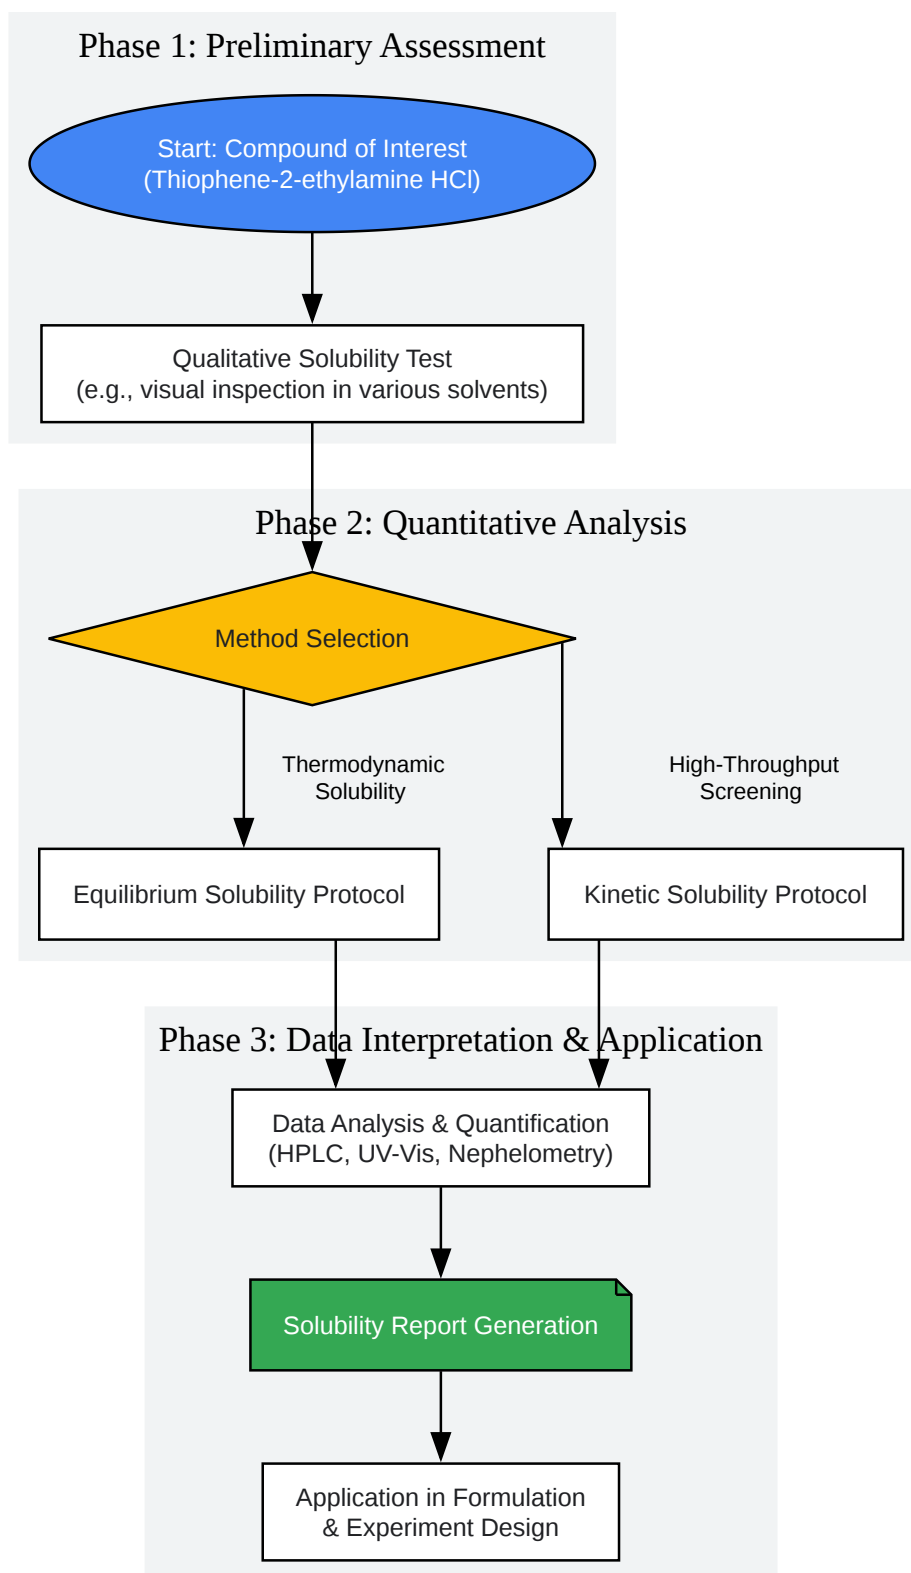 Phase 1: Preliminary Assessment
Start: Compound of Interest
(Thiophene-2-ethylamine HCl)
Qualitative Solubility Test
(e.g., visual inspection in various solvents)
Phase 2: Quantitative Analysis
Method Selection
Thermodynamic
Solubility
High-Throughput
Screening
Equilibrium Solubility Protocol
Kinetic Solubility Protocol
Phase 3: Data Interpretation & Application
Data Analysis & Quantification
(HPLC, UV-Vis, Nephelometry)
Solubility Report Generation
Application in Formulation
& Experiment Design